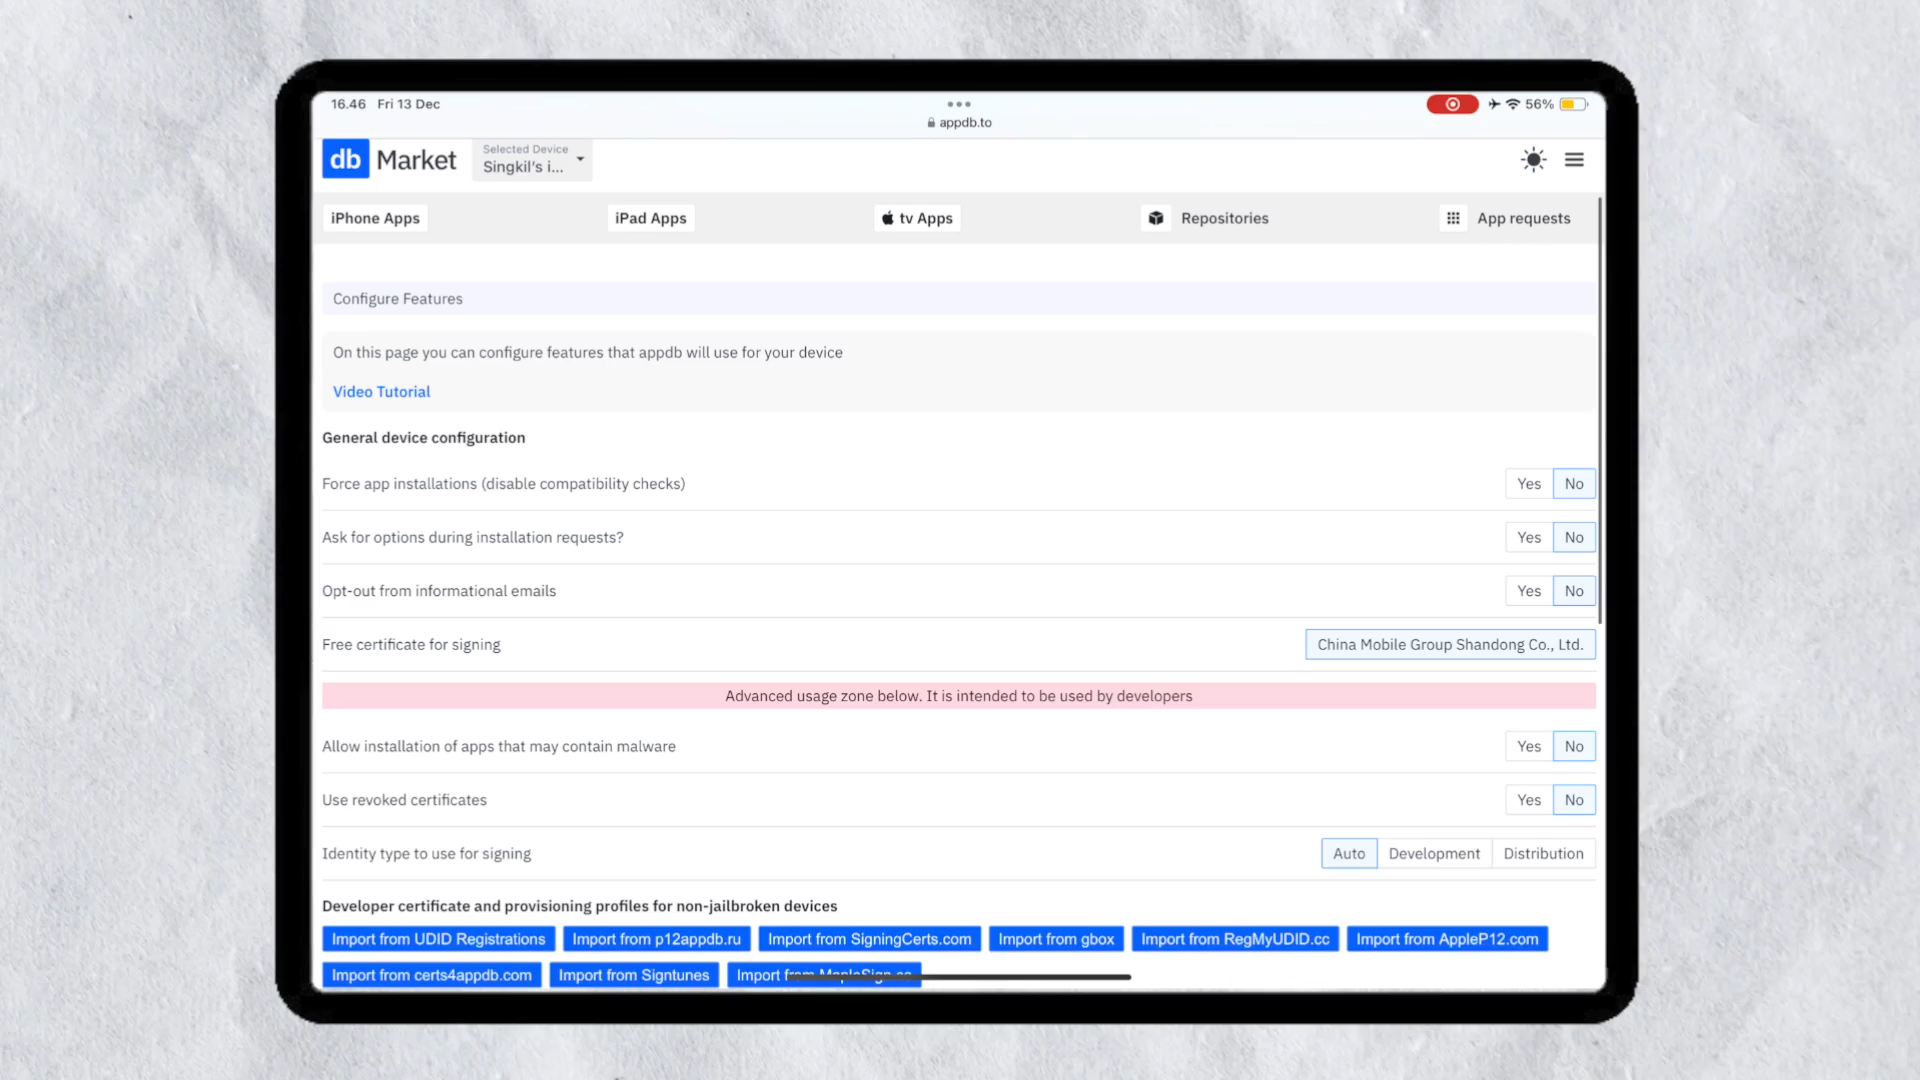 16.46 Fri 13 Dec
56%
appdb.to
db Market
Selected Device
Singkil's i...
iPhone Apps
iPad Apps
tv Apps
Repositories
App requests
Configure Features
On this page you can configure features that appdb will use for your device
Video Tutorial
General device configuration
Force app installations (disable compatibility checks) Yes No
Ask for options during installation requests? Yes No
Opt-out from informational emails Yes No
Free certificate for signing China Mobile Group Shandong Co., Ltd.
Advanced usage zone below. It is intended to be used by developers
Allow installation of apps that may contain malware Yes No
Use revoked certificates Yes No
Identity type to use for signing Auto Development Distribution
Developer certificate and provisioning profiles for non-jailbroken devices
Import from UDID Registrations Import from p12appdb.ru Import from SigningCerts.com Import from gbox Import from RegMyUDID.cc Import from AppleP12.com
Import from certs4appdb.com Import from Signtunes Import from